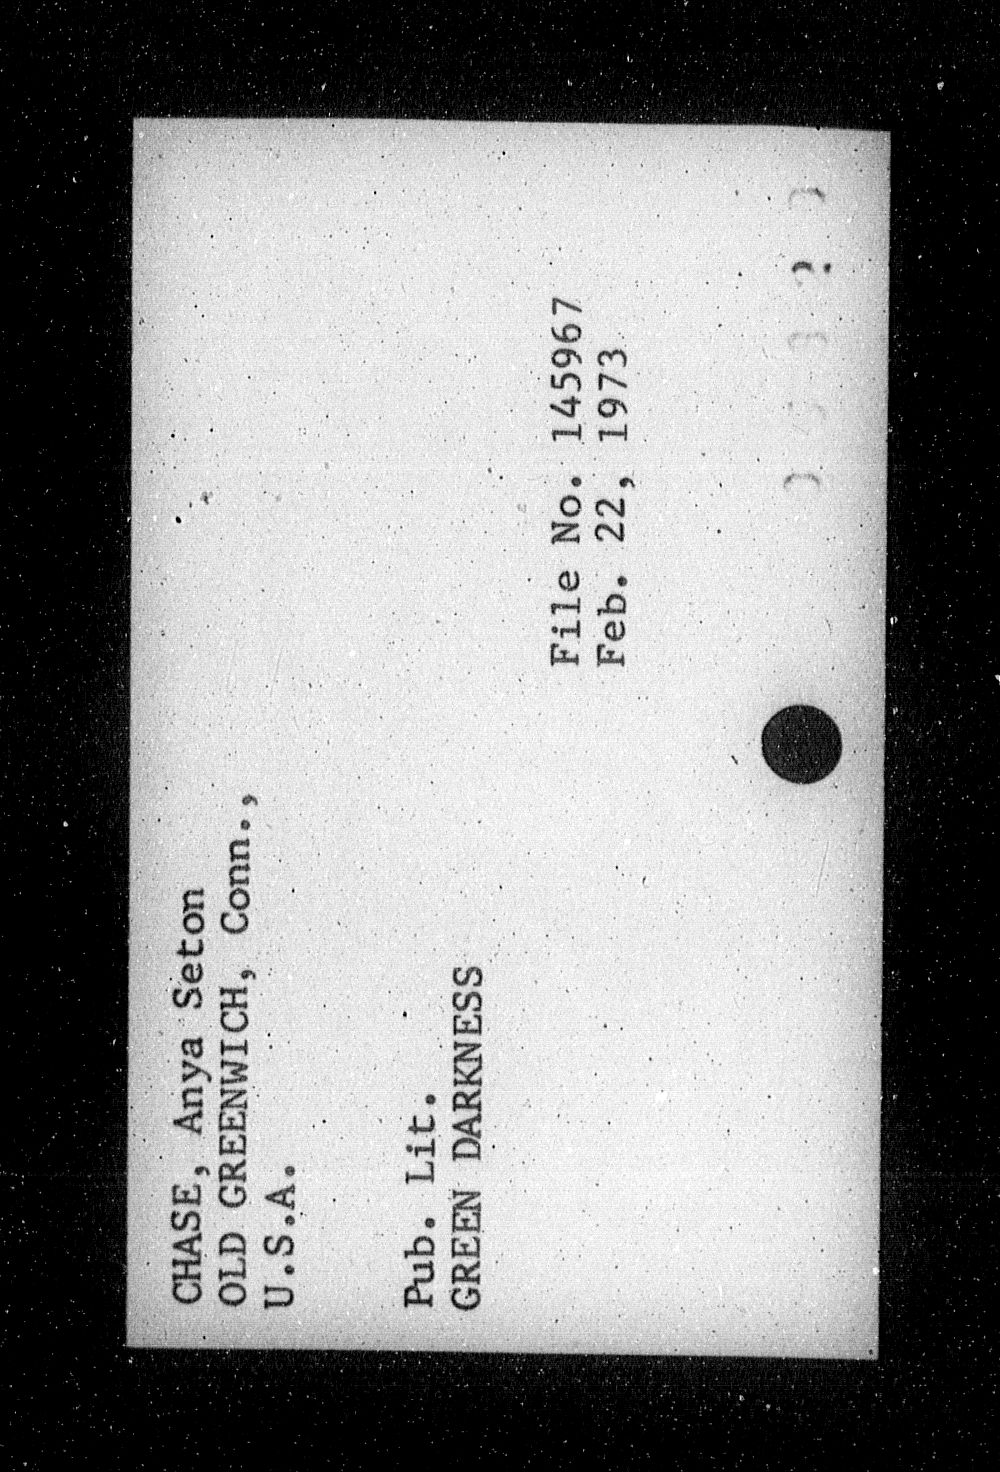 CHASE, Anya Seton
OLD GREENWICH, Conn.,
U.S.A.
Pub. Lit.
GREEN DARKNESS
File No. 145967
Feb. 22, 1973